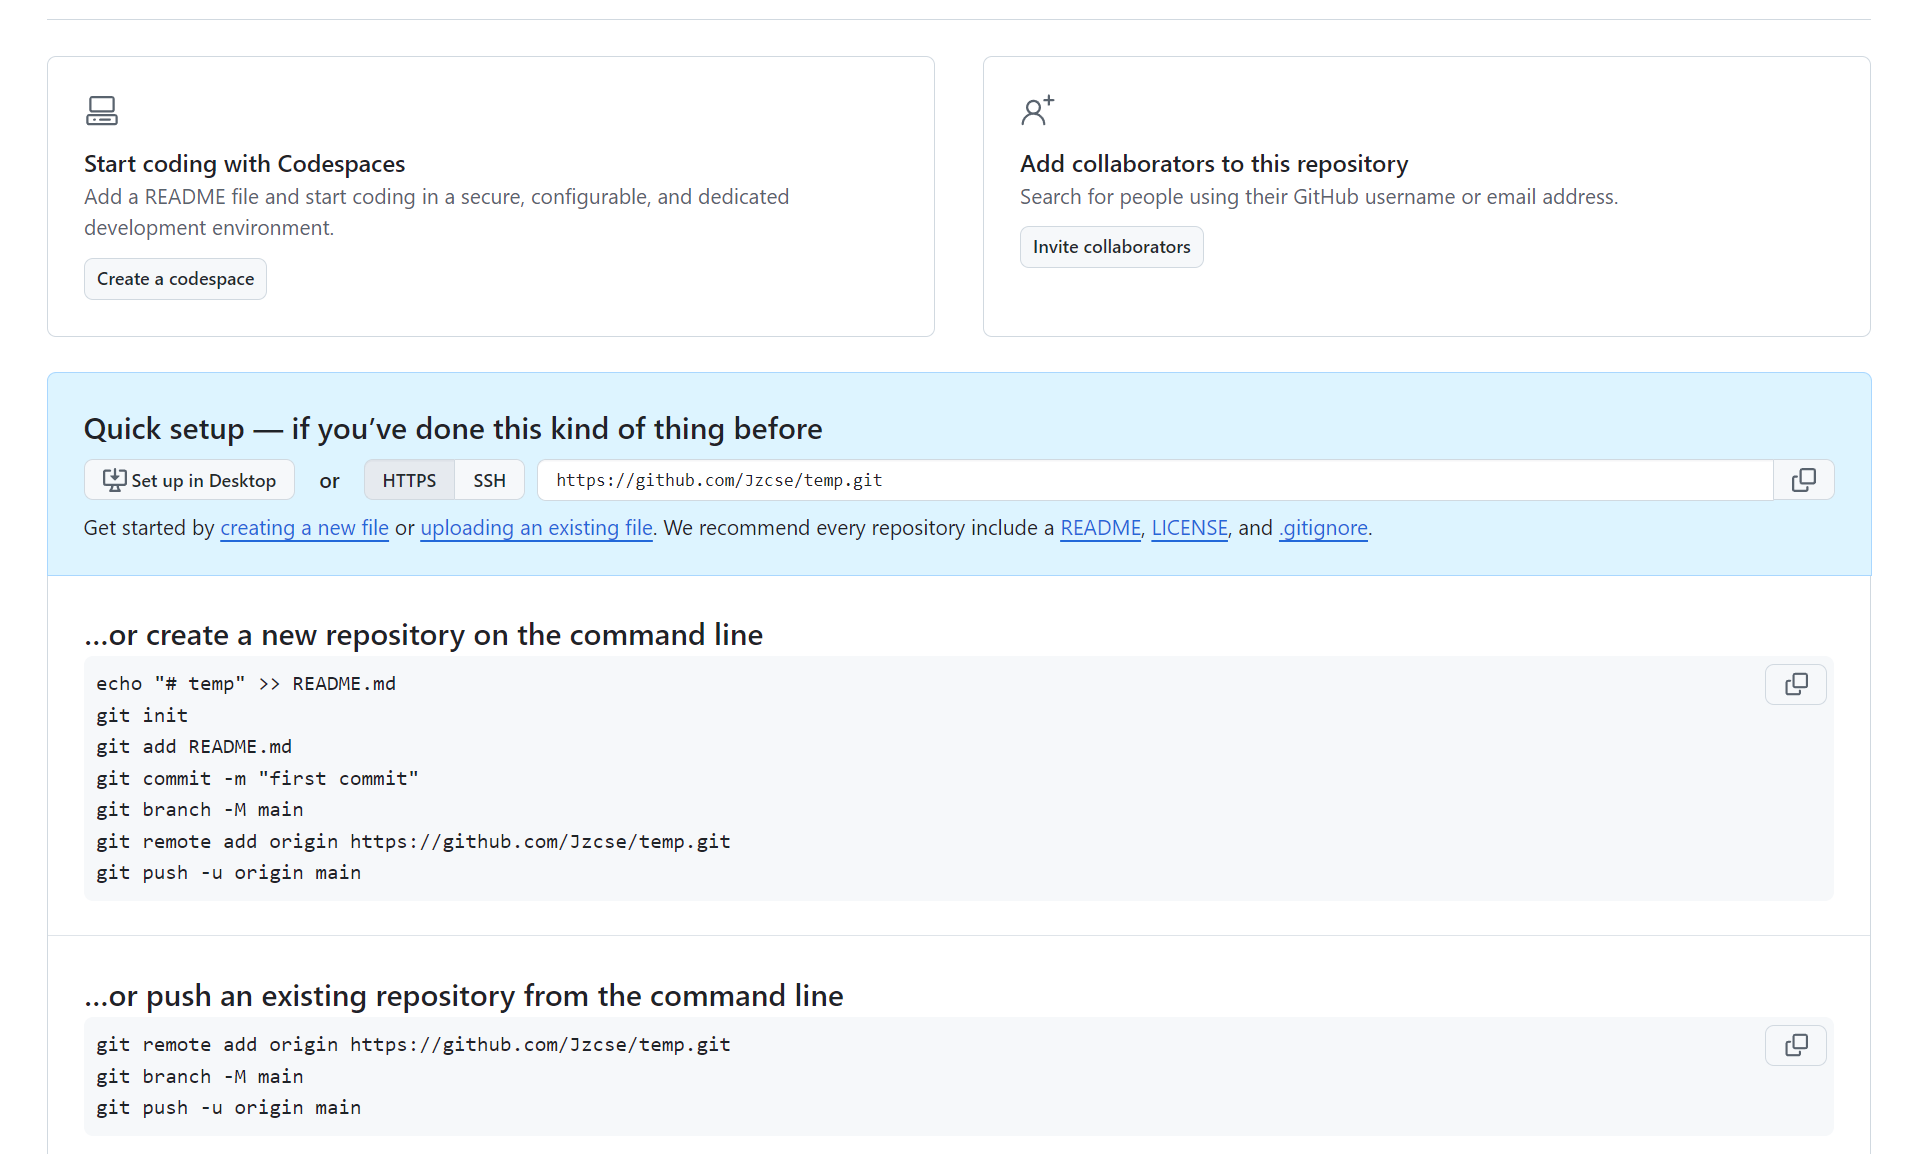 Start coding with Codespaces
Add a README file and start coding in a secure, configurable, and dedicated
development environment.
Create a codespace
Add collaborators to this repository
Search for people using their GitHub username or email address.
Invite collaborators
Quick setup — if you’ve done this kind of thing before
Set up in Desktop or HTTPS SSH https://github.com/Jzcse/temp.git
Get started by creating a new file or uploading an existing file. We recommend every repository include a README, LICENSE, and .gitignore.
…or create a new repository on the command line
echo "# temp" >> README.md
git init
git add README.md
git commit -m "first commit"
git branch -M main
git remote add origin https://github.com/Jzcse/temp.git
git push -u origin main
…or push an existing repository from the command line
git remote add origin https://github.com/Jzcse/temp.git
git branch -M main
git push -u origin main